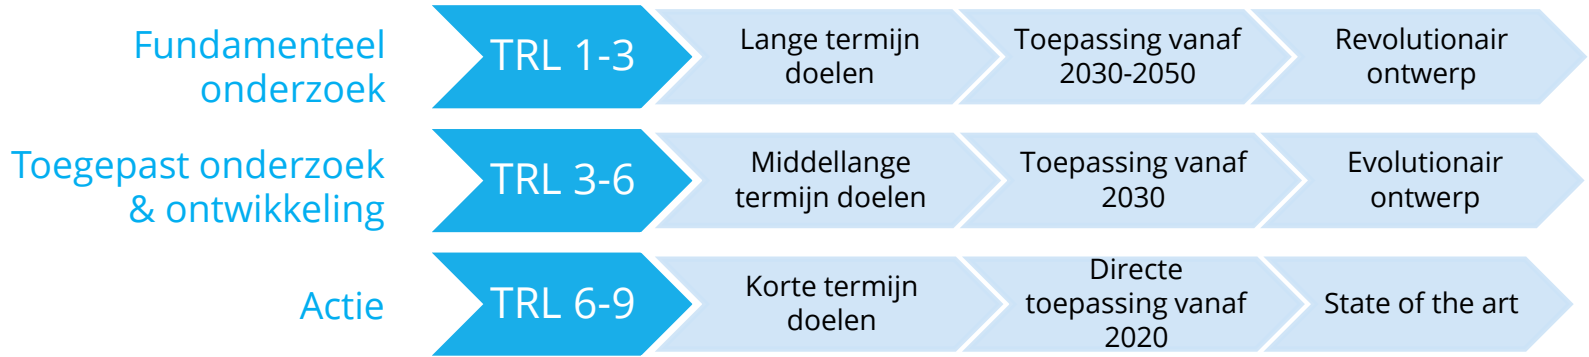 Fundamenteel
onderzoek
TRL 1-3
Lange termijn
doelen
Toepassing vanaf
2030-2050
Revolutionair
ontwerp
Toegepast onderzoek
& ontwikkeling
TRL 3-6
Middellange
termijn doelen
Toepassing vanaf
2030
Evolutionair
ontwerp
Actie
TRL 6-9
Korte termijn
doelen
Directe
toepassing vanaf
2020
State of the art